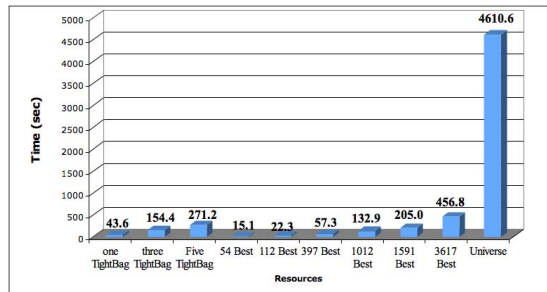 5000
4500
4000
3500
3000
2500
2000
1500
1000
500
0
Time (sec)
43.6
154.4
271.2
15.1
22.3
57.3
132.9
205.0
456.8
4610.6
one TightBag
three TightBag
Five TightBag
54 Best
112 Best
397 Best
1012 Best
1591 Best
3617 Best
Universe
Resources